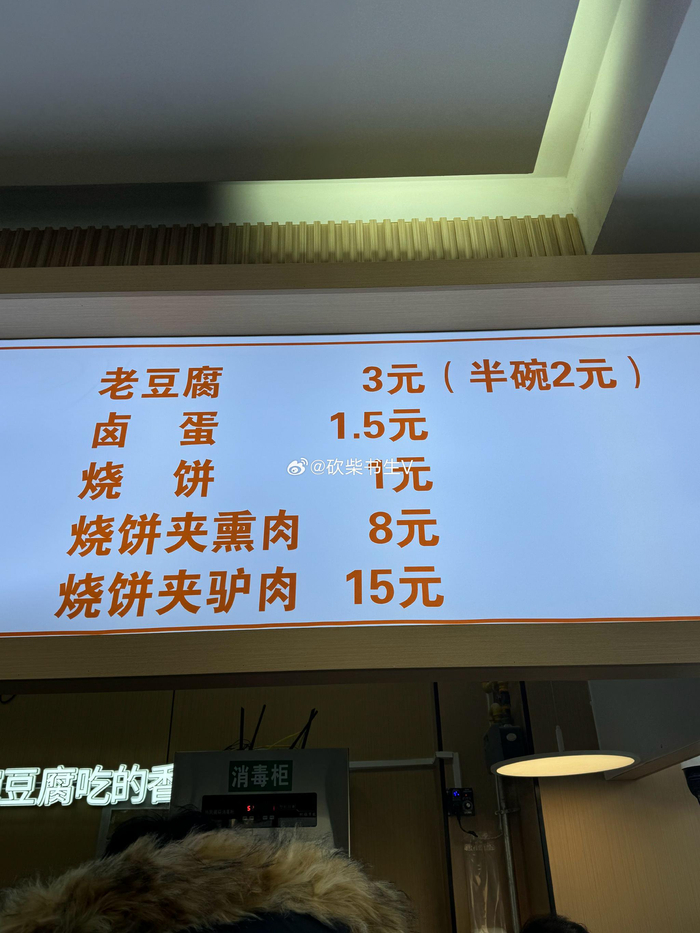 老豆腐 3元（半碗2元）
卤蛋 1.5元
烧饼 1元
烧饼夹熏肉 8元
烧饼夹驴肉 15元
@砍柴书生V
豆腐吃的香
消毒柜